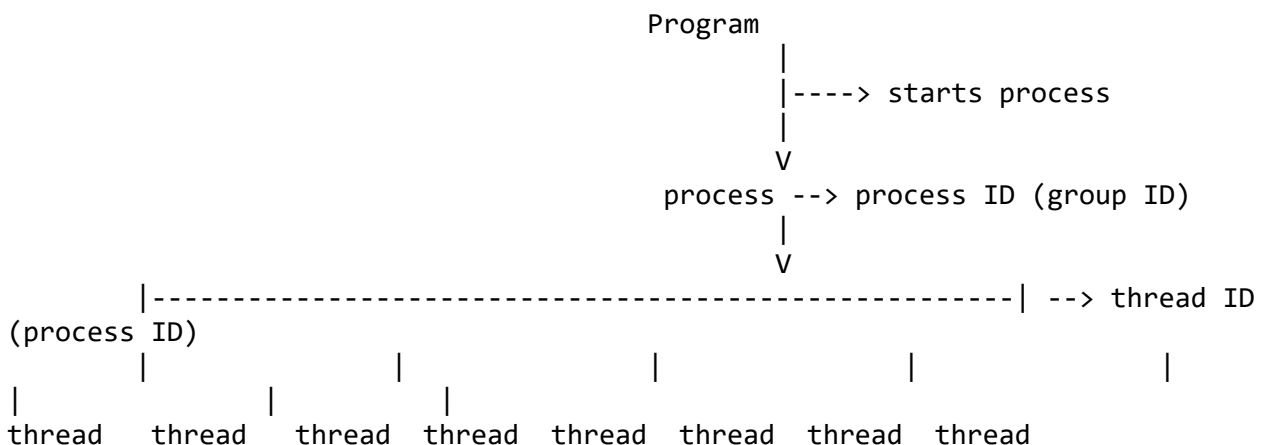 Program
|
|----> starts process
|
V
process --> process ID (group ID)
|
V
|------------------------------------------------------| --> thread ID
(process ID)
| | | | |
| | |
thread thread thread thread thread thread thread thread